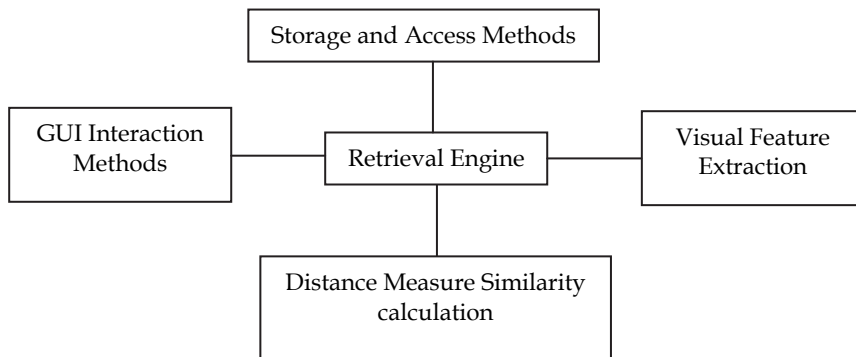 Storage and Access Methods
GUI Interaction
Methods
Retrieval Engine
Visual Feature
Extraction
Distance Measure Similarity
calculation